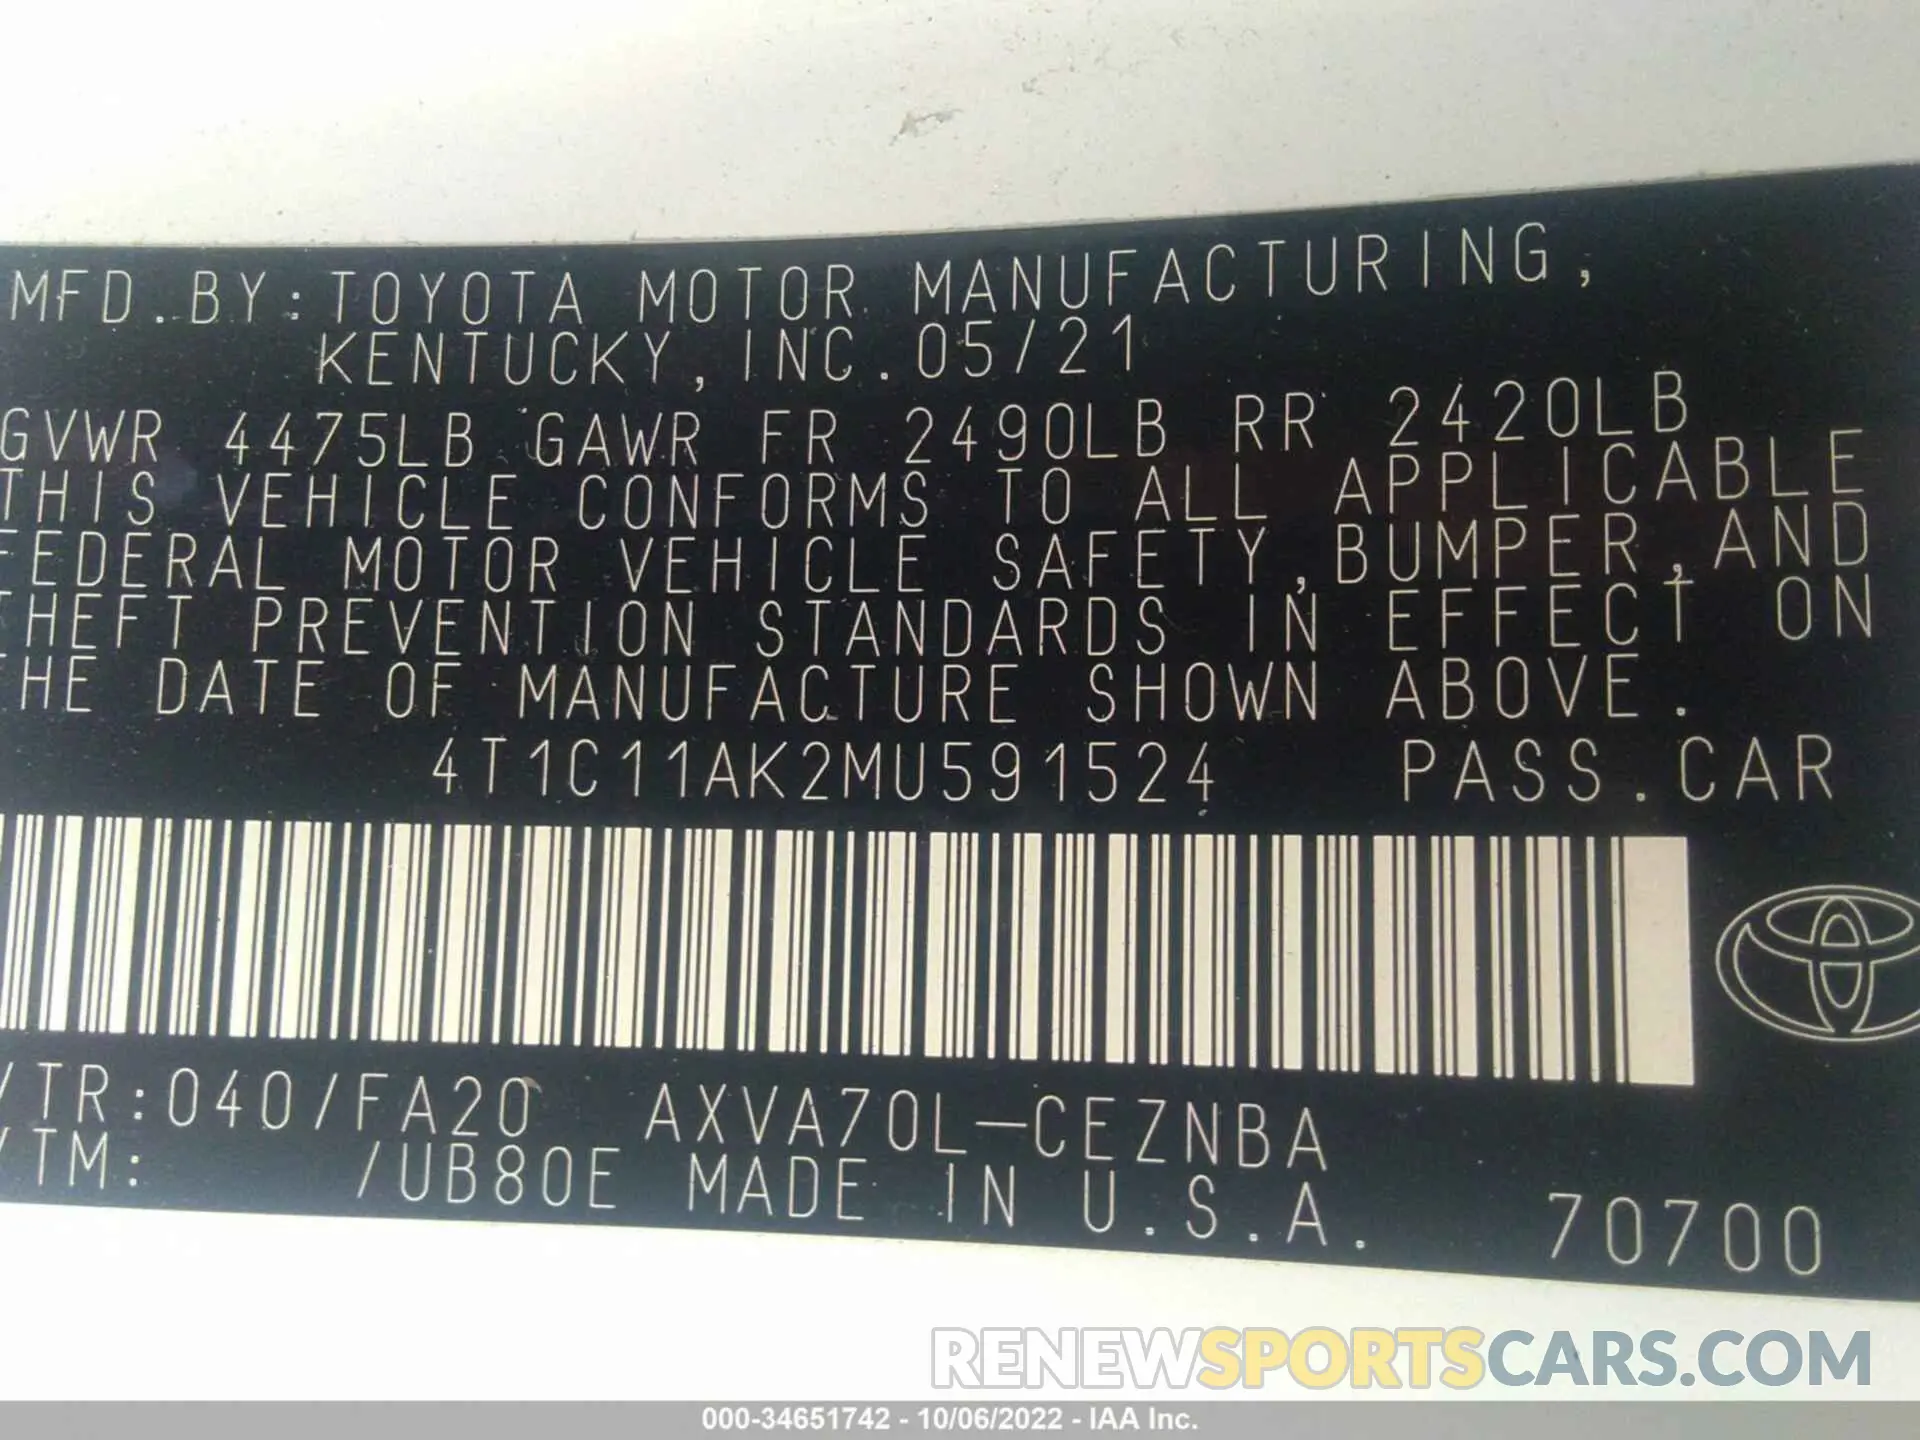 MFD.BY:TOYOTA MOTOR MANUFACTURING,
KENTUCKY, INC. 05/21
GVWR 4475LB GAWR FR 2490LB RR 2420LB
THIS VEHICLE CONFORMS TO ALL APPLICABLE
FEDERAL MOTOR VEHICLE SAFETY, BUMPER, AND
THEFT PREVENTION STANDARDS IN EFFECT ON
THE DATE OF MANUFACTURE SHOWN ABOVE.
4T1C11AK2MU591524 PASS.CAR
/TR:040/FA20 AXVA70L-CEZNBA
/TM: /UB80E MADE IN U.S.A. 70700
RENEWSPORTSCARS.COM
000-34651742 - 10/06/2022 - IAA Inc.